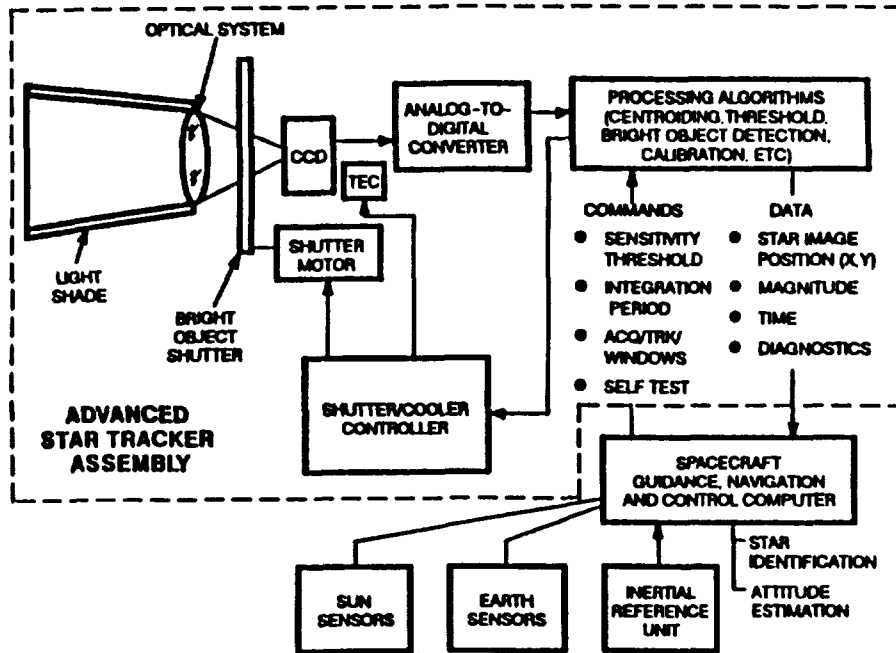 OPTICAL SYSTEM
LIGHT
SHADE
BRIGHT
OBJECT
SHUTTER
CCD
TEC
SHUTTER
MOTOR
ANALOG-TO-
DIGITAL
CONVERTER
PROCESSING ALGORITHMS
(CENTROIDING, THRESHOLD,
BRIGHT OBJECT DETECTION,
CALIBRATION, ETC)
COMMANDS
● SENSITIVITY
THRESHOLD
● INTEGRATION
PERIOD
● ACQ/TRK/
WINDOWS
● SELF TEST
DATA
● STAR IMAGE
POSITION (X,Y)
● MAGNITUDE
● TIME
● DIAGNOSTICS
SHUTTER/COOLER
CONTROLLER
ADVANCED
STAR TRACKER
ASSEMBLY
SPACECRAFT
GUIDANCE, NAVIGATION
AND CONTROL COMPUTER
STAR
IDENTIFICATION
ATTITUDE
ESTIMATION
SUN
SENSORS
EARTH
SENSORS
INERTIAL
REFERENCE
UNIT